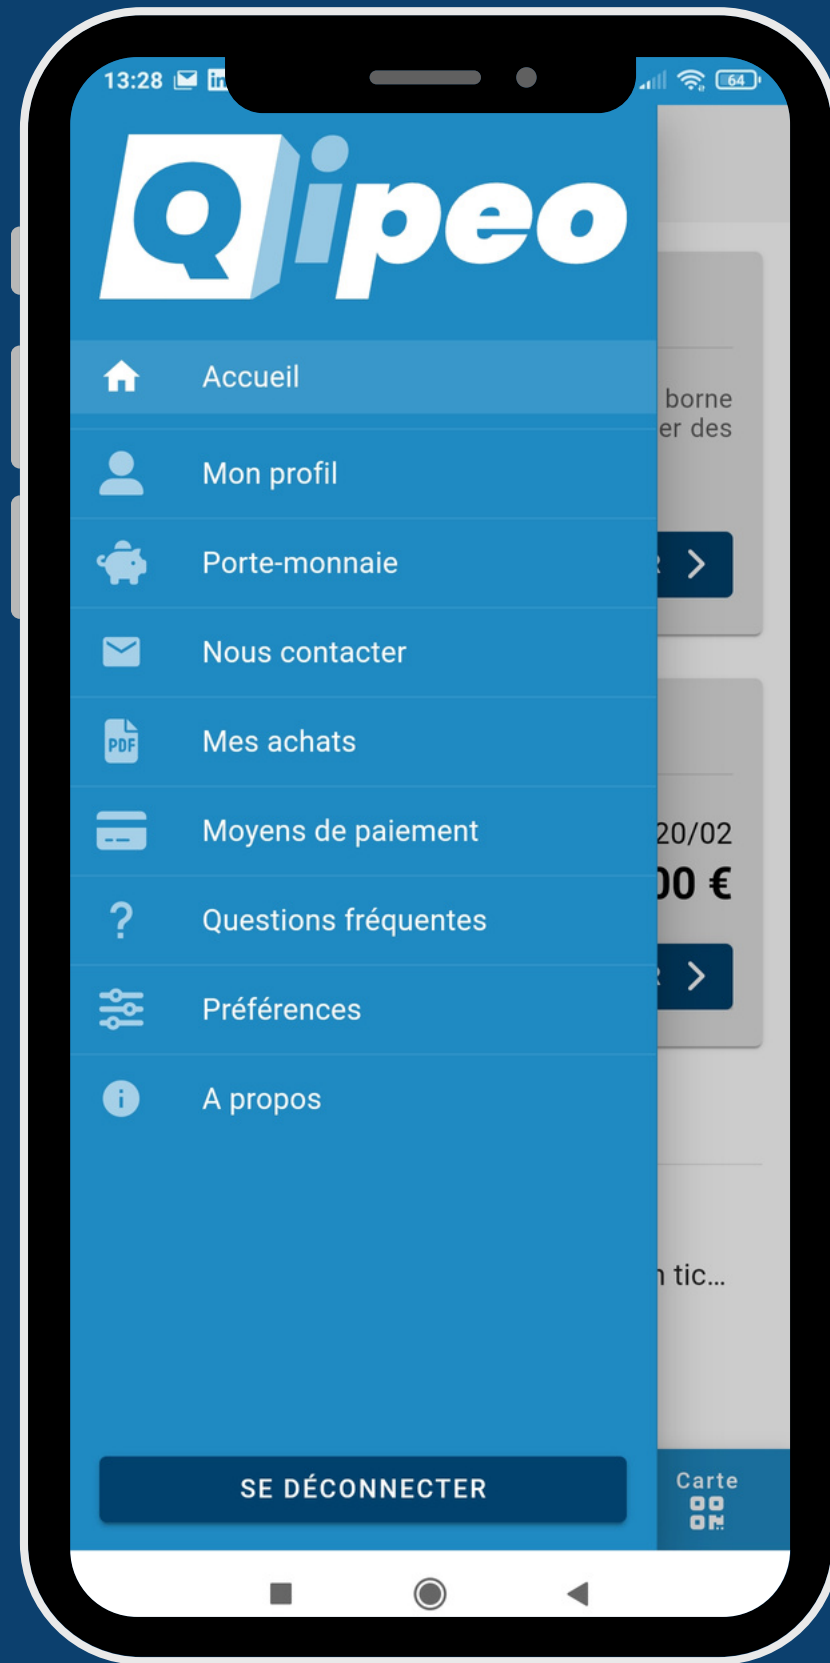 13:28
64
Qlipeo
Accueil
borne
er des
Mon profil
Porte-monnaie
Nous contacter
Mes achats
PDF
Moyens de paiement
20/02
00 €
Questions fréquentes
Préférences
A propos
tic...
SE DÉCONNECTER
Carte